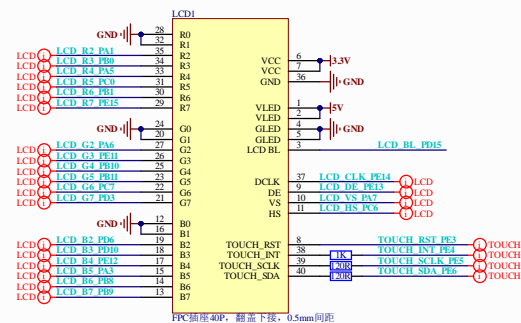 LCD1
GND 28 R0
32 R1
LCD LCD_R2_PA1 35 R2
LCD LCD_R3_PB0 34 R3
LCD LCD_R4_PA5 33 R4
LCD LCD_R5_PC0 31 R5
LCD LCD_R6_PB1 30 R6
LCD LCD_R7_PE15 29 R7
GND 24 G0
20 G1
LCD LCD_G2_PA6 27 G2
LCD LCD_G3_PE11 26 G3
LCD LCD_G4_PB10 25 G4
LCD LCD_G5_PB11 23 G5
LCD LCD_G6_PC7 22 G6
LCD LCD_G7_PD3 21 G7
GND 12 B0
16 B1
LCD LCD_B2_PD6 19 B2
LCD LCD_B3_PD10 18 B3
LCD LCD_B4_PE12 17 B4
LCD LCD_B5_PA3 15 B5
LCD LCD_B6_PB8 14 B6
LCD LCD_B7_PB9 13 B7
VCC 6 3.3V
VCC 7
GND 36 GND
VLED 1 5V
VLED 2
GLED 4 GND
GLED 5
LCD BL 3 LCD_BL_PD15
DCLK 37 LCD_CLK_PE14 LCD
DE 9 LCD_DE_PE13 LCD
VS 10 LCD_VS_PA7 LCD
HS 11 LCD_HS_PC6 LCD
TOUCH_RST 8 TOUCH_RST_PE3 TOUCH
TOUCH_INT 38 1K TOUCH_INT_PE4 TOUCH
TOUCH_SCLK 39 120R TOUCH_SCLK_PE5 TOUCH
TOUCH_SDA 40 120R TOUCH_SDA_PE6 TOUCH
FPC插座40P，翻盖下接，0.5mm间距